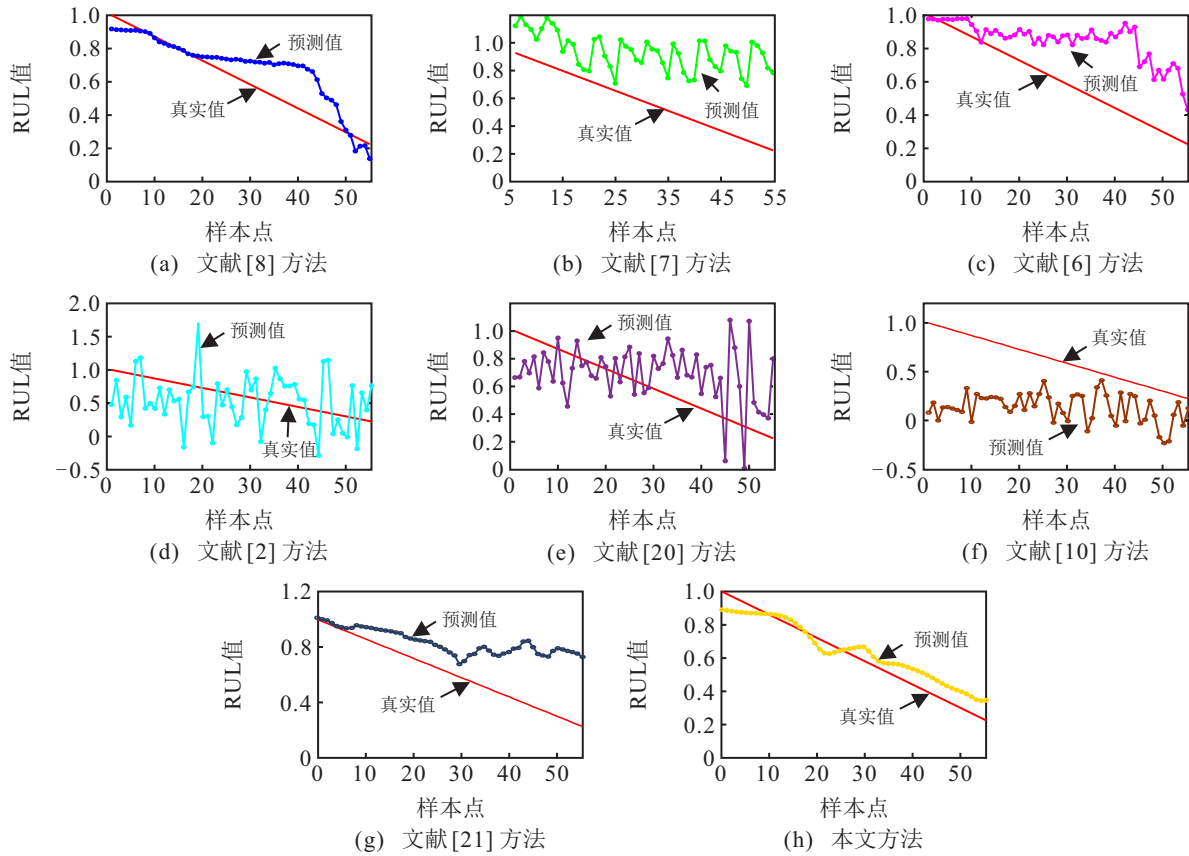 1.0
0.8
0.6
0.4
0.2
0
RUL值
预测值
真实值
0 10 20 30 40 50
样本点
(a) 文献[8]方法
1.0
0.8
0.6
0.4
0.2
0
RUL值
预测值
真实值
5 15 25 35 45 55
样本点
(b) 文献[7]方法
1.0
0.8
0.6
0.4
0.2
0
RUL值
预测值
真实值
0 10 20 30 40 50
样本点
(c) 文献[6]方法
2.0
1.5
1.0
0.5
0
−0.5
RUL值
预测值
真实值
0 10 20 30 40 50
样本点
(d) 文献[2]方法
1.0
0.8
0.6
0.4
0.2
0
RUL值
预测值
真实值
0 10 20 30 40 50
样本点
(e) 文献[20]方法
1.0
0.5
0
−0.5
RUL值
真实值
预测值
0 10 20 30 40 50
样本点
(f) 文献[10]方法
1.2
0.8
0.4
0
RUL值
预测值
真实值
0 10 20 30 40 50
样本点
(g) 文献[21]方法
1.0
0.8
0.6
0.4
0.2
0
RUL值
预测值
真实值
0 10 20 30 40 50
样本点
(h) 本文方法